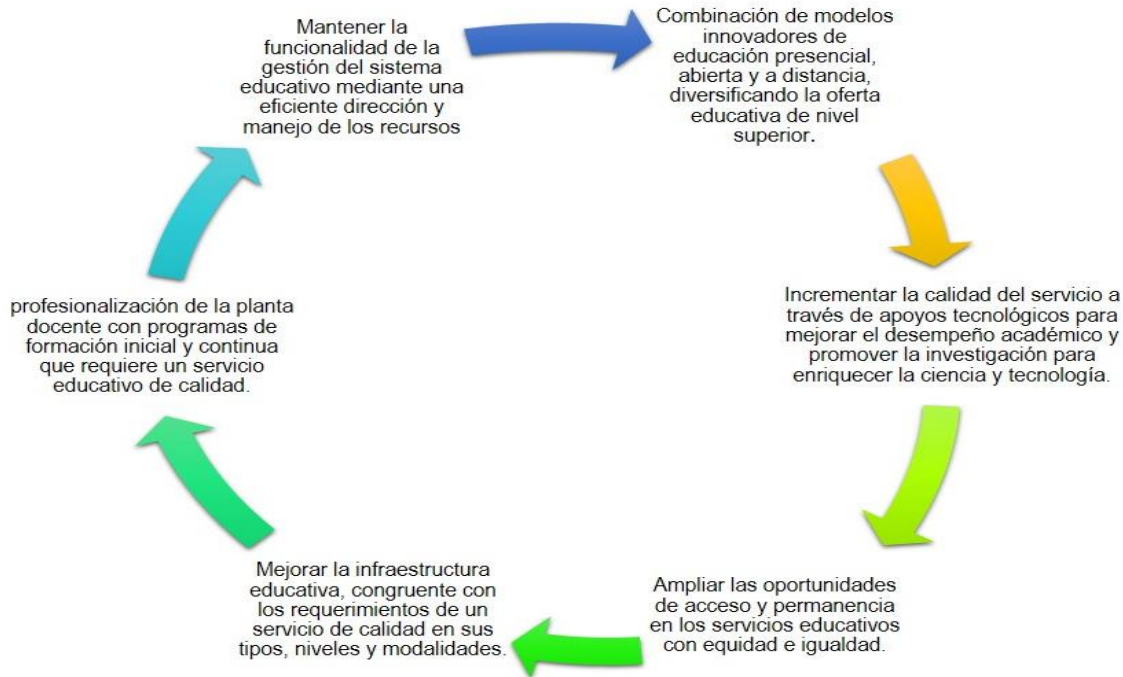 Mantener la
funcionalidad de la
gestión del sistema
educativo mediante una
eficiente dirección y
manejo de los recursos
Combinación de modelos
innovadores de
educación presencial,
abierta y a distancia,
diversificando la oferta
educativa de nivel
superior.
Incrementar la calidad del servicio a
través de apoyos tecnológicos para
mejorar el desempeño académico y
promover la investigación para
enriquecer la ciencia y tecnología.
Ampliar las oportunidades
de acceso y permanencia
en los servicios educativos
con equidad e igualdad.
Mejorar la infraestructura
educativa, congruente con
los requerimientos de un
servicio de calidad en sus
tipos, niveles y modalidades.
profesionalización de la planta
docente con programas de
formación inicial y continua
que requiere un servicio
educativo de calidad.